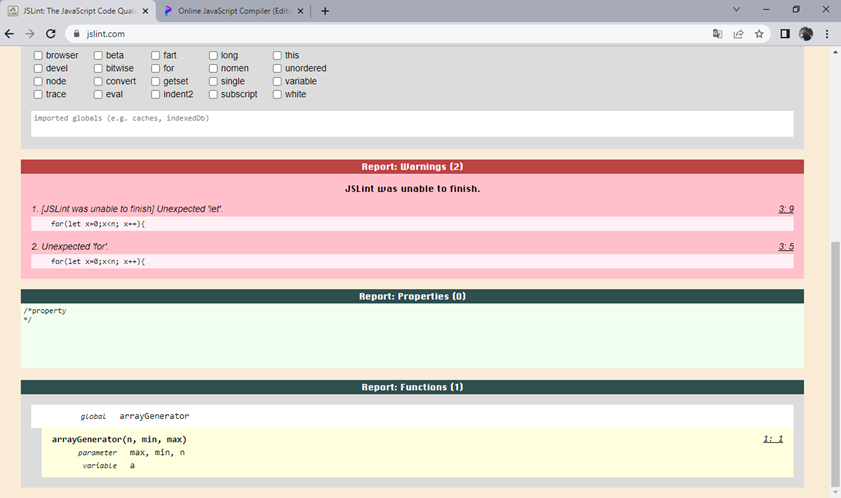 JSLint: The JavaScript Code Quali
Online JavaScript Compiler (Edito
jslint.com
browser beta fart long this
devel bitwise for nomen unordered
node convert getset single variable
trace eval indent2 subscript white
imported globals (e.g. caches, indexedDb)
Report: Warnings (2)
JSLint was unable to finish.
1. [JSLint was unable to finish] Unexpected 'let'. 3: 9
for(let x=0;x<n; x++){
2. Unexpected 'for'. 3: 5
for(let x=0;x<n; x++){
Report: Properties (0)
/*property
*/
Report: Functions (1)
global arrayGenerator
arrayGenerator(n, min, max) 1: 1
parameter max, min, n
variable a